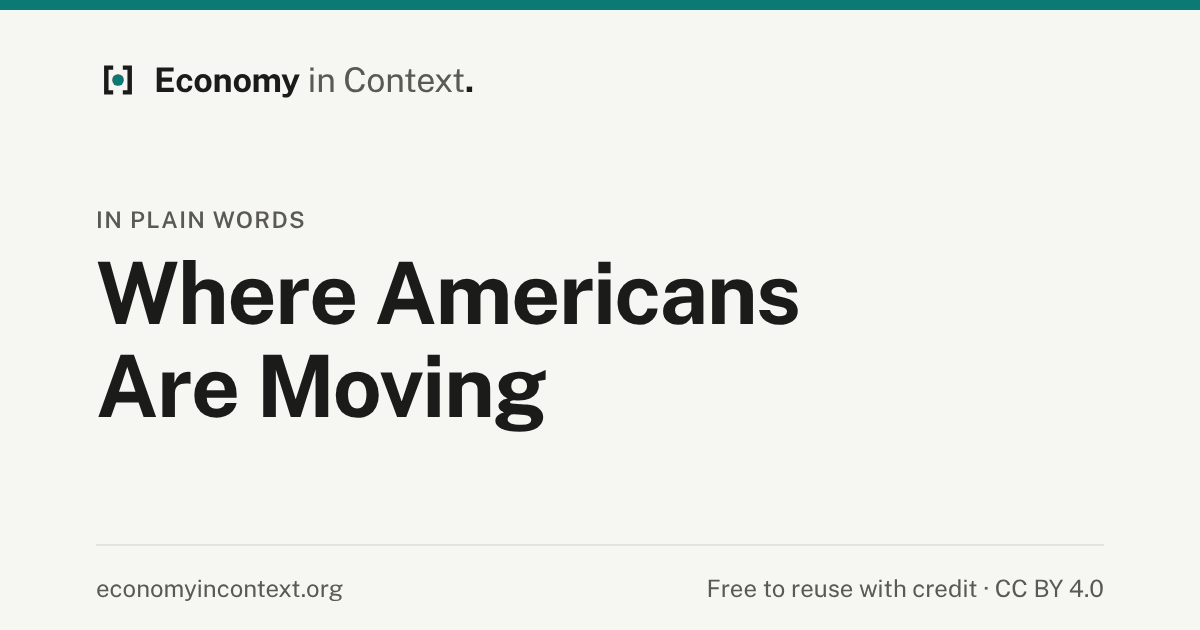 Economy in Context.
IN PLAIN WORDS
Where Americans
Are Moving
economyincontext.org
Free to reuse with credit · CC BY 4.0